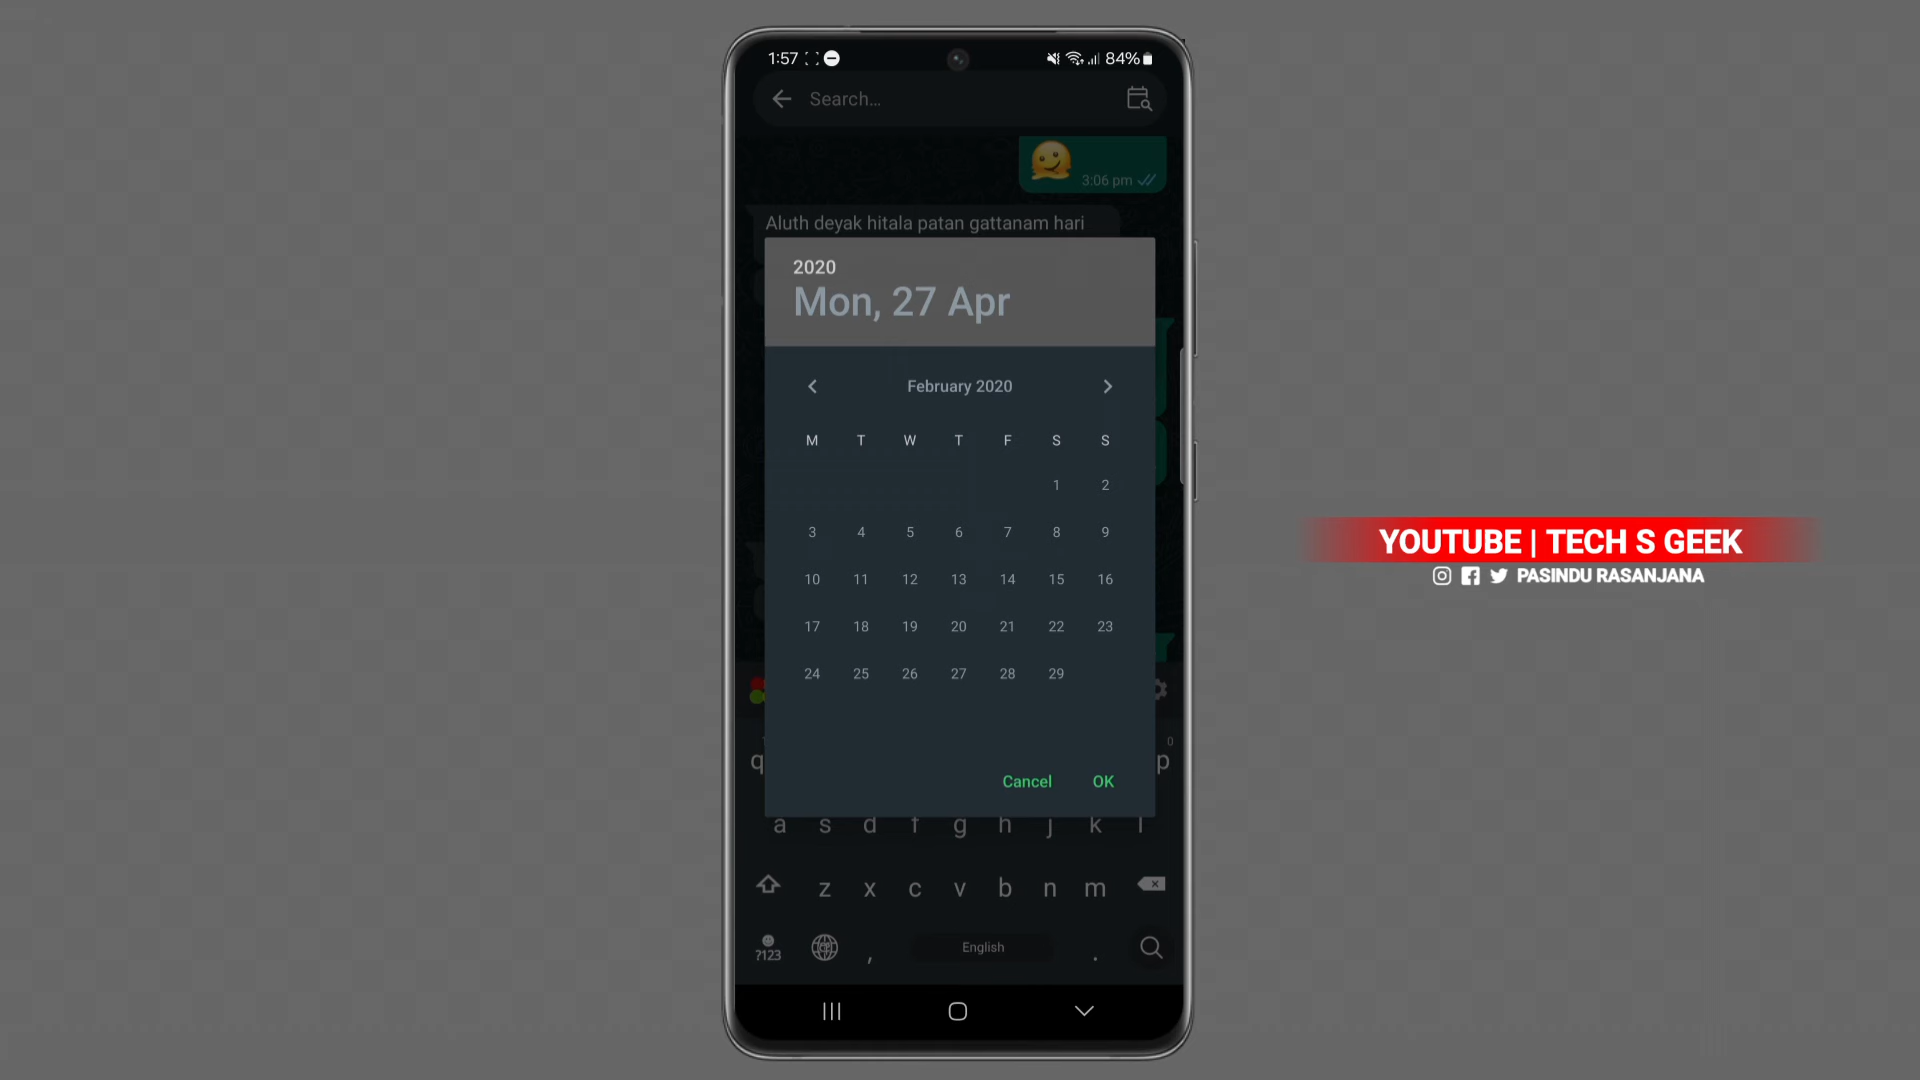 1:57
84%
Search...
3:06 pm
Aluth deyak hitala patan gattanam hari
2020
Mon, 27 Apr
February 2020
M T W T F S S
1 2
3 4 5 6 7 8 9
10 11 12 13 14 15 16
17 18 19 20 21 22 23
24 25 26 27 28 29
Cancel OK
0
q p
a s d f g h j k l
z x c v b n m
?123 , English .
YOUTUBE | TECH S GEEK
PASINDU RASANJANA